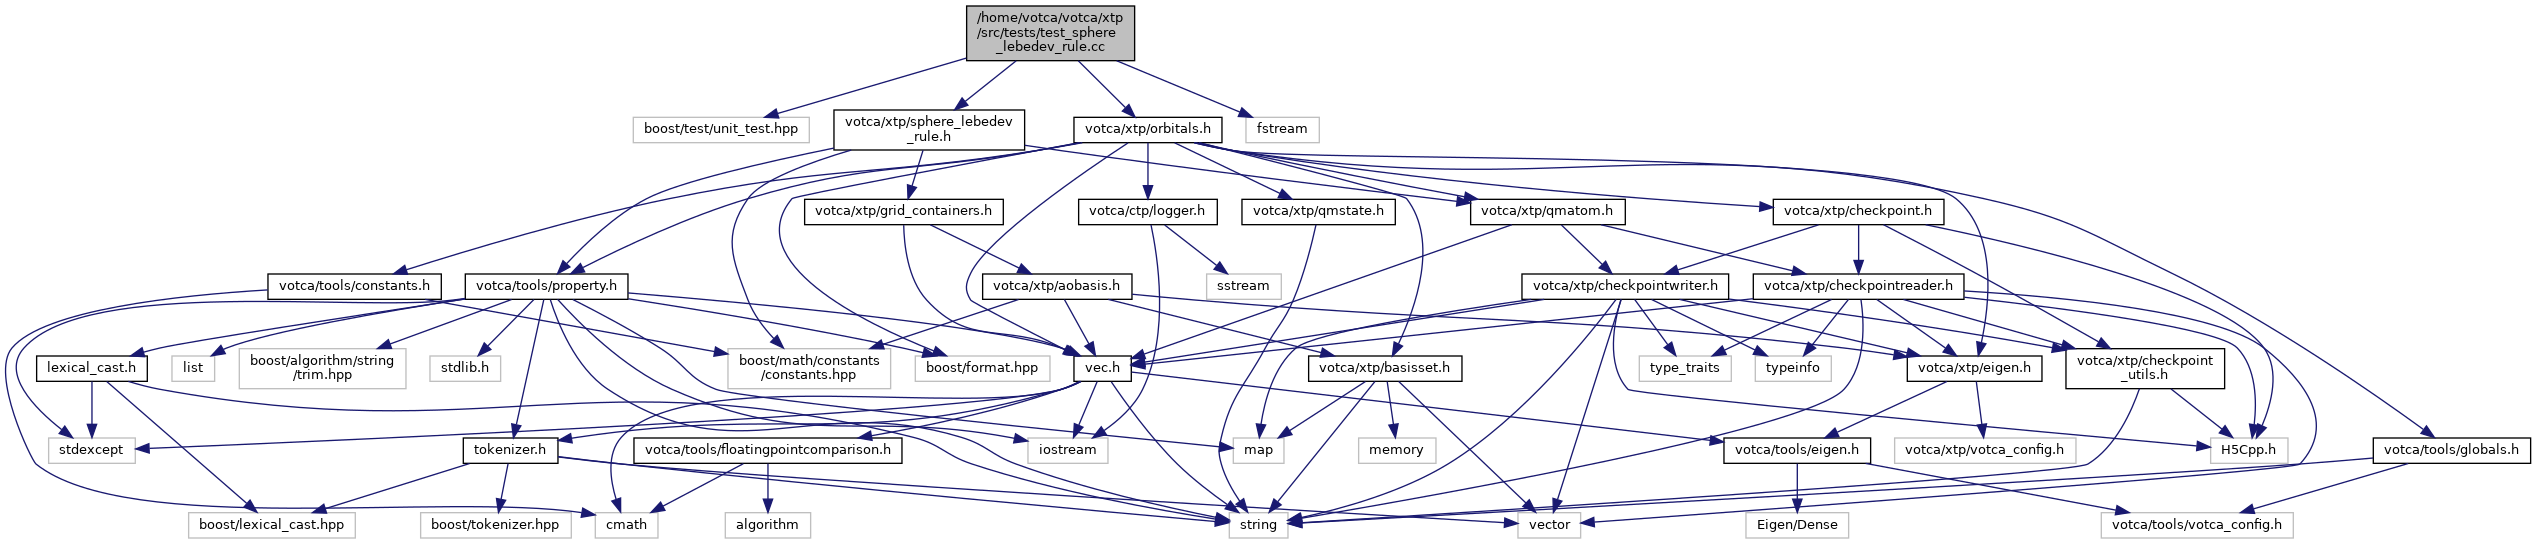 /home/votca/votca/xtp
/src/tests/test_sphere
_lebedev_rule.cc
boost/test/unit_test.hpp
votca/xtp/sphere_lebedev
_rule.h
votca/xtp/orbitals.h
fstream
votca/xtp/grid_containers.h
votca/ctp/logger.h
votca/xtp/qmstate.h
votca/xtp/qmatom.h
votca/xtp/checkpoint.h
votca/tools/constants.h
votca/tools/property.h
votca/xtp/aobasis.h
sstream
votca/xtp/checkpointwriter.h
votca/xtp/checkpointreader.h
lexical_cast.h
list
boost/algorithm/string
/trim.hpp
stdlib.h
boost/math/constants
/constants.hpp
boost/format.hpp
vec.h
votca/xtp/basisset.h
type_traits
typeinfo
votca/xtp/eigen.h
votca/xtp/checkpoint
_utils.h
stdexcept
tokenizer.h
votca/tools/floatingpointcomparison.h
iostream
map
memory
votca/tools/eigen.h
votca/xtp/votca_config.h
H5Cpp.h
votca/tools/globals.h
boost/lexical_cast.hpp
boost/tokenizer.hpp
cmath
algorithm
string
vector
Eigen/Dense
votca/tools/votca_config.h